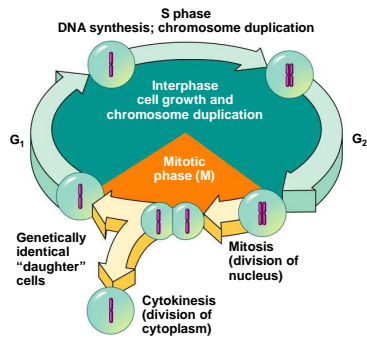 S phase
DNA synthesis; chromosome duplication
Interphase
cell growth and
chromosome duplication
G₁
G₂
Mitotic
phase (M)
Genetically
identical
“daughter”
cells
Mitosis
(division of
nucleus)
Cytokinesis
(division of
cytoplasm)